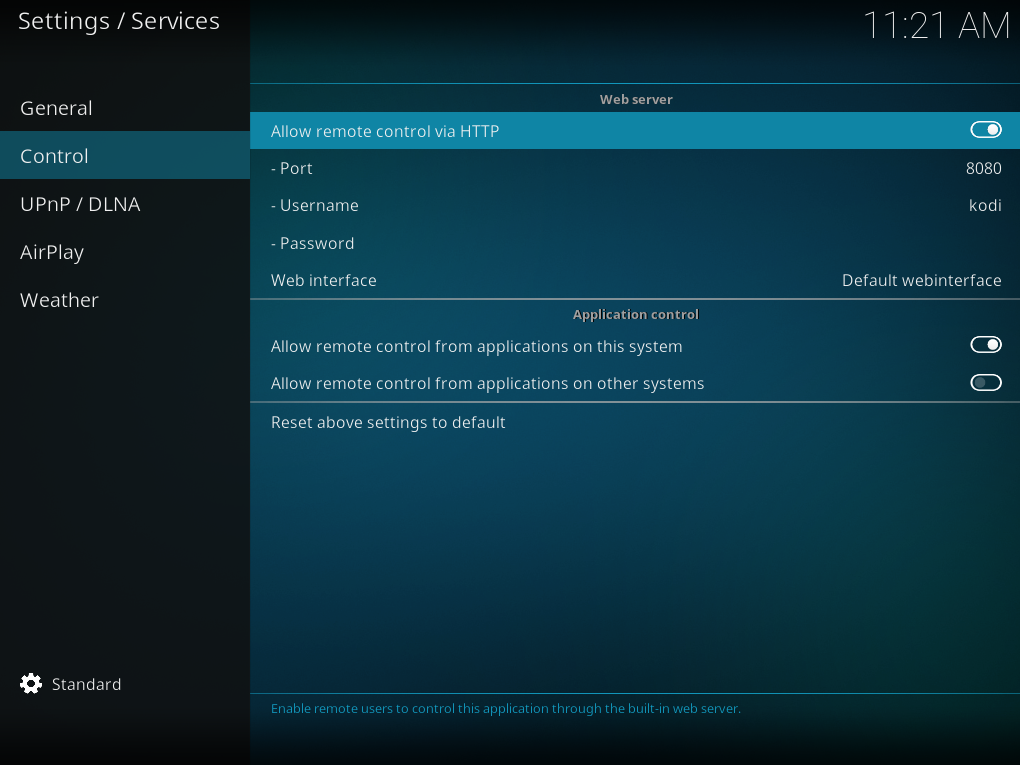 Settings / Services
11:21 AM
General
Control
UPnP / DLNA
AirPlay
Weather
Standard
Web server
Allow remote control via HTTP
- Port 8080
- Username kodi
- Password
Web interface Default webinterface
Application control
Allow remote control from applications on this system
Allow remote control from applications on other systems
Reset above settings to default
Enable remote users to control this application through the built-in web server.